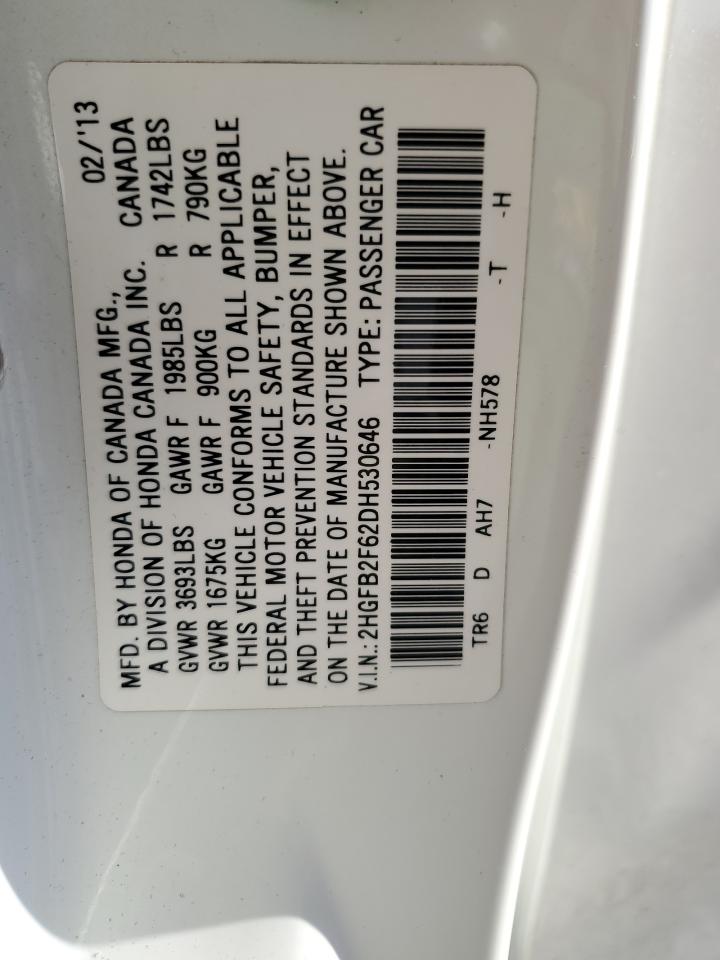 MFD. BY HONDA OF CANADA MFG., 02/'13
A DIVISION OF HONDA CANADA INC. CANADA
GVWR 3693LBS GAWR F 1985LBS R 1742LBS
GVWR 1675KG GAWR F 900KG R 790KG
THIS VEHICLE CONFORMS TO ALL APPLICABLE
FEDERAL MOTOR VEHICLE SAFETY, BUMPER,
AND THEFT PREVENTION STANDARDS IN EFFECT
ON THE DATE OF MANUFACTURE SHOWN ABOVE.
V.I.N.: 2HGFB2F62DH530646 TYPE: PASSENGER CAR
TR6 D AH7 -NH578 -T -H